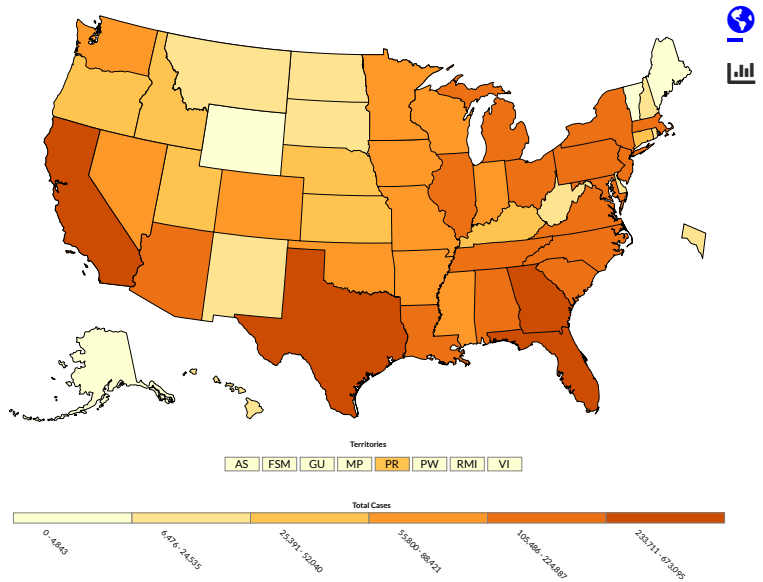 Territories
AS FSM GU MP PR PW RMI VI
Total Cases
0 - 4,843
6,476 - 24,535
25,391 - 52,040
55,800 - 88,421
105,486 - 224,887
233,711 - 673,095